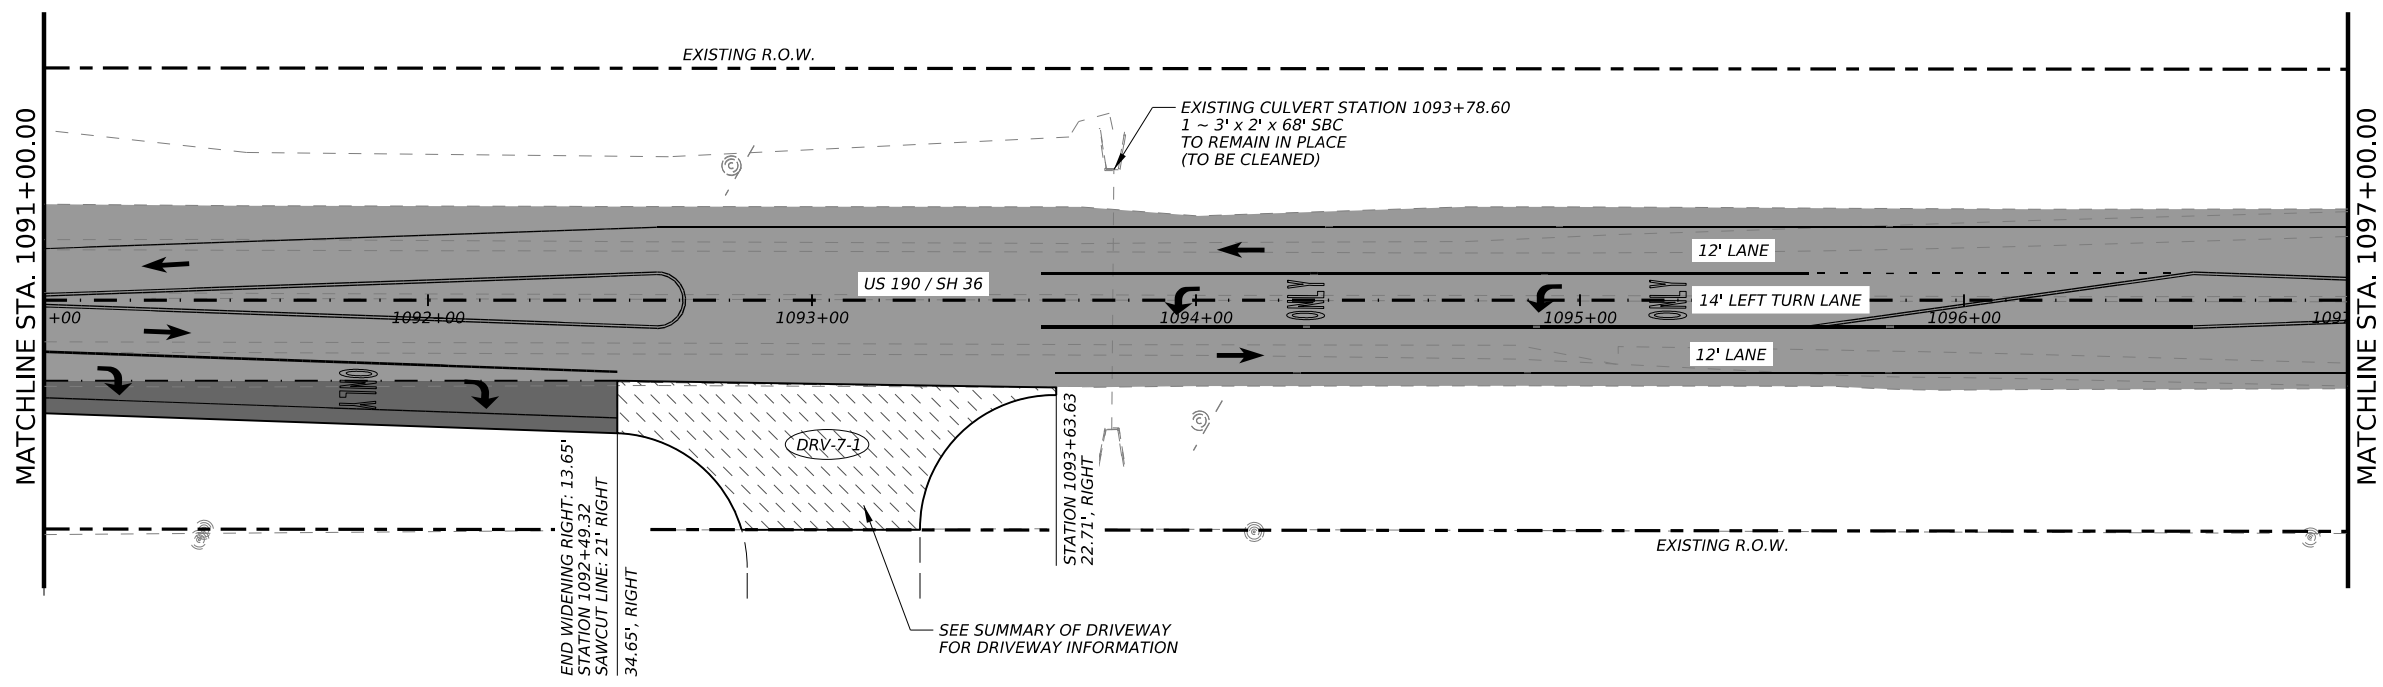 EXISTING R.O.W.
MATCHLINE STA. 1091+00.00
EXISTING CULVERT STATION 1093+78.60
1 ~ 3' x 2' x 68' SBC
TO REMAIN IN PLACE
(TO BE CLEANED)
MATCHLINE STA. 1097+00.00
12' LANE
US 190 / SH 36
ONLY
ONLY
14' LEFT TURN LANE
+00
1092+00
1093+00
1094+00
1095+00
1096+00
1097
12' LANE
ONLY
DRV-7-1
END WIDENING RIGHT: 13.65'
STATION 1092+49.32
SAWCUT LINE: 21' RIGHT
34.65', RIGHT
STATION 1093+63.63
22.71', RIGHT
EXISTING R.O.W.
SEE SUMMARY OF DRIVEWAY
FOR DRIVEWAY INFORMATION